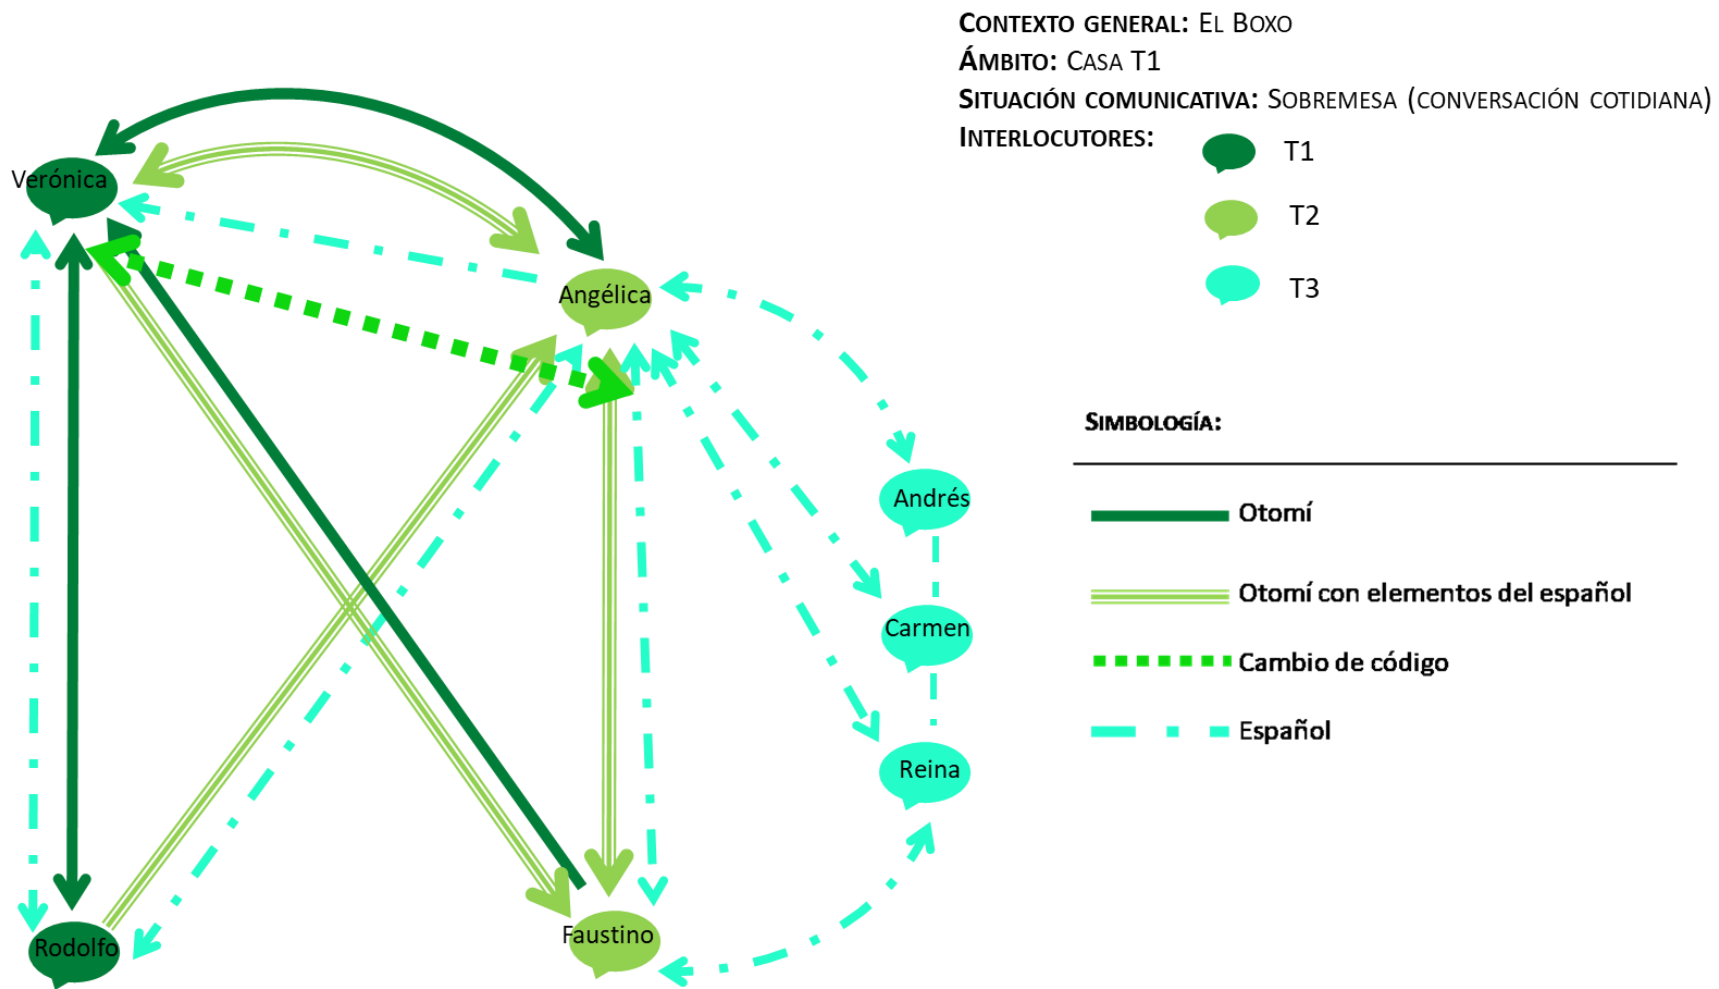 CONTEXTO GENERAL: EL BOXO
ÁMBITO: CASA T1
SITUACIÓN COMUNICATIVA: SOBREMESA (CONVERSACIÓN COTIDIANA)
INTERLOCUTORES:
T1
T2
T3
Verónica
Angélica
Andrés
Carmen
Reina
Rodolfo
Faustino
SIMBOLOGÍA:
Otomí
Otomí con elementos del español
Cambio de código
Español